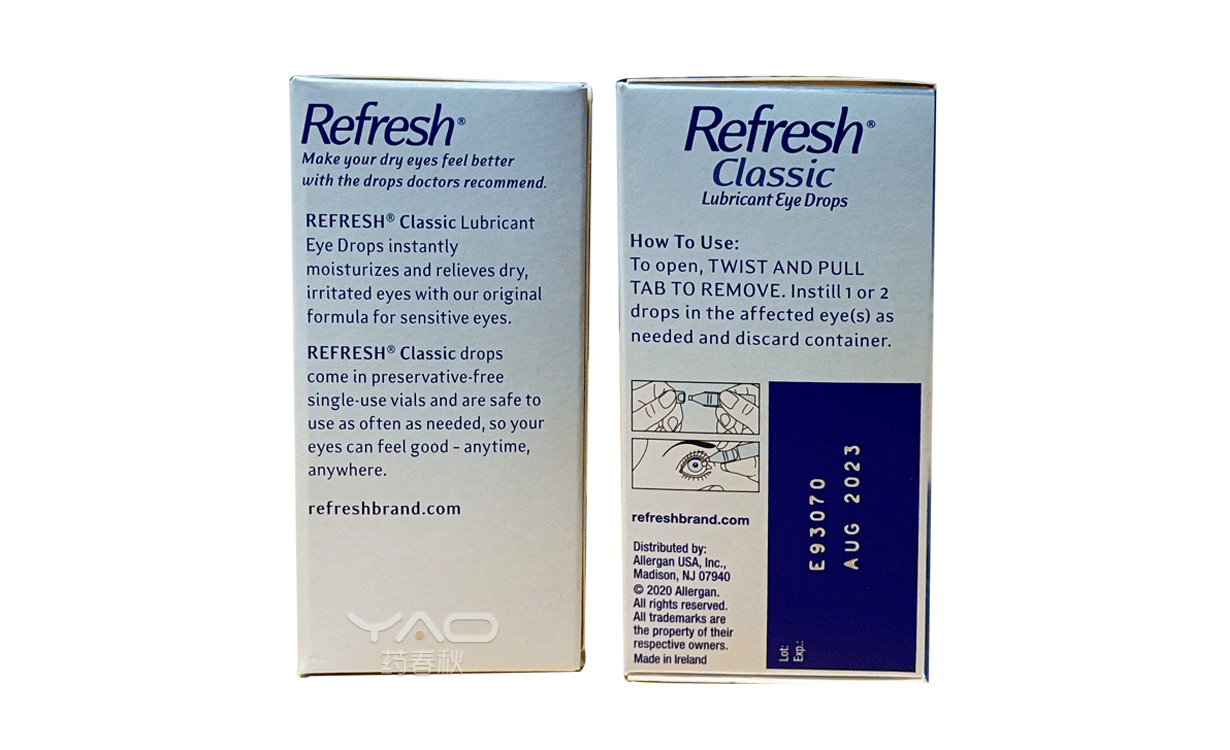 Refresh®
Make your dry eyes feel better
with the drops doctors recommend.
REFRESH® Classic Lubricant
Eye Drops instantly
moisturizes and relieves dry,
irritated eyes with our original
formula for sensitive eyes.
REFRESH® Classic drops
come in preservative-free
single-use vials and are safe to
use as often as needed, so your
eyes can feel good – anytime,
anywhere.
refreshbrand.com
YAO
药春秋
Refresh®
Classic
Lubricant Eye Drops
How To Use:
To open, TWIST AND PULL
TAB TO REMOVE. Instill 1 or 2
drops in the affected eye(s) as
needed and discard container.
refreshbrand.com
Distributed by:
Allergan USA, Inc.,
Madison, NJ 07940
© 2020 Allergan.
All rights reserved.
All trademarks are
the property of their
respective owners.
Made in Ireland
Lot:
Exp.:
E93070
AUG 2023